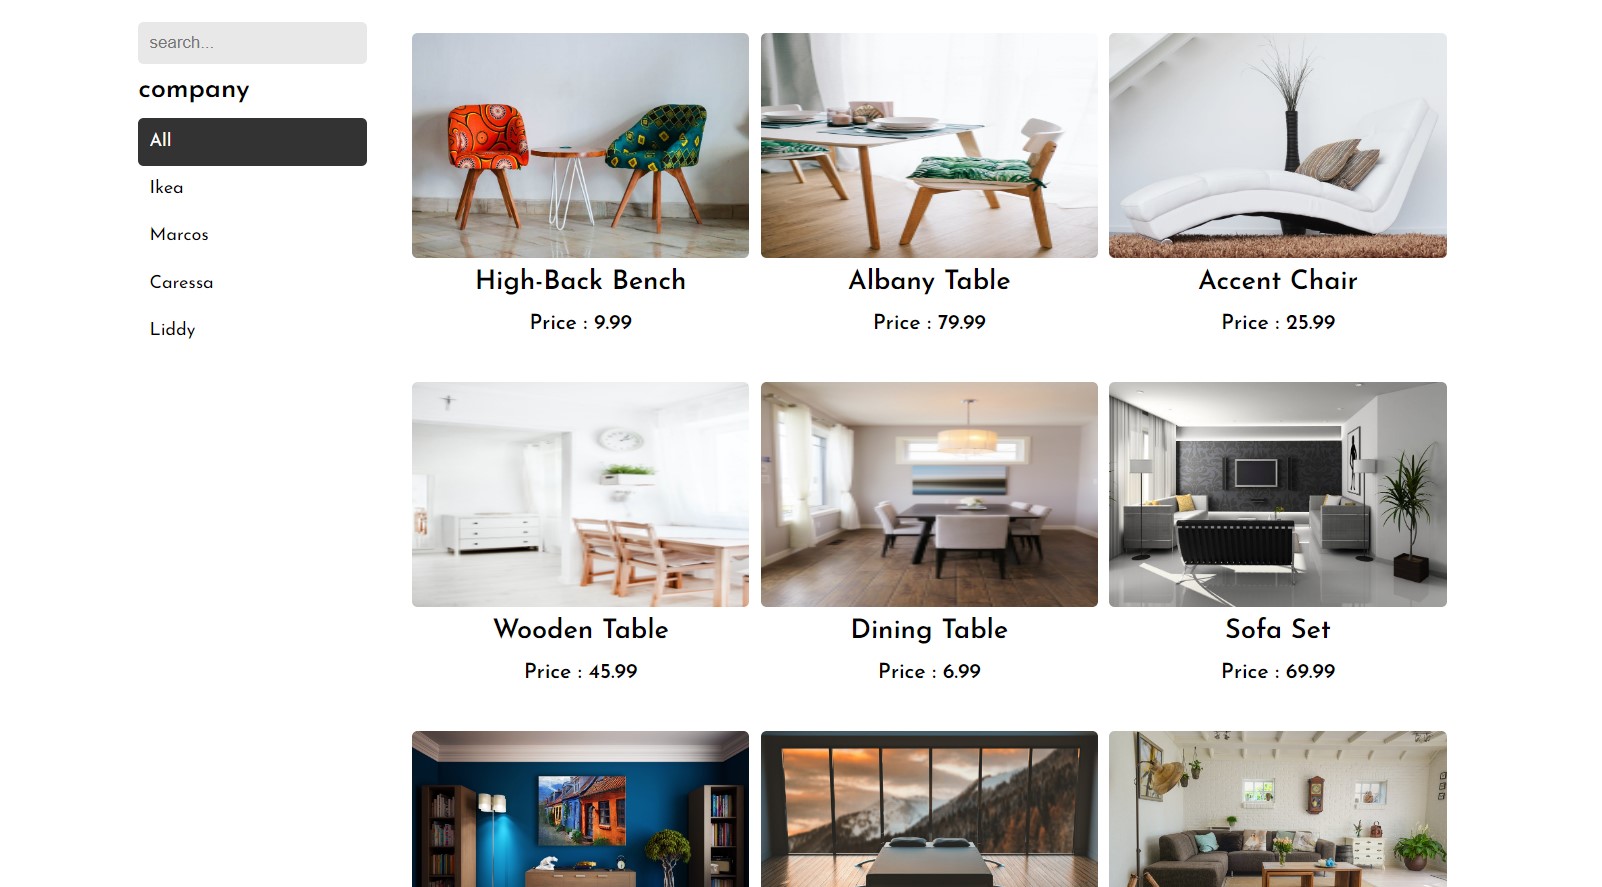 search...
company
All
Ikea
Marcos
Caressa
Liddy
High-Back Bench
Price : 9.99
Albany Table
Price : 79.99
Accent Chair
Price : 25.99
Wooden Table
Price : 45.99
Dining Table
Price : 6.99
Sofa Set
Price : 69.99